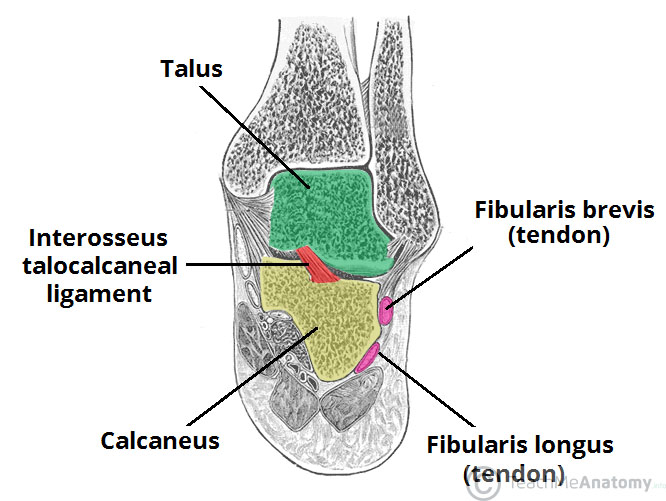 Talus
Fibularis brevis
(tendon)
Interosseus
talocalcaneal
ligament
Calcaneus
Fibularis longus
(tendon)
© TeachMeAnatomy